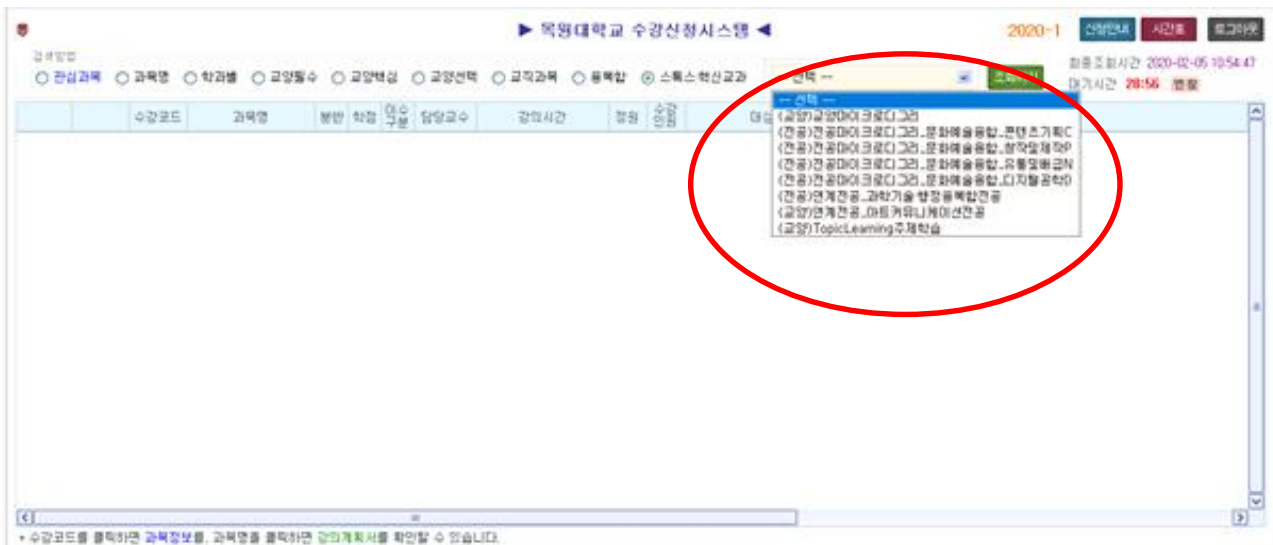 ▶ 목원대학교 수강신청시스템 ◀
2020-1 신청안내 시간표 로그아웃
검색방법
관심과목 과목명 학과별 교양필수 교양핵심 교양선택 교직과목 융복합 스톡스혁신교과
선택 --
최종조회시간 2020-02-05 10:54:47
대기시간 28:56 연장
수강코드 과목명 분반 학점 이수구분 담당교수 강의시간 정원 수강인원
-- 선택 --
(교양)교양마이크로디그리
(전공)전공마이크로디그리_문화예술융합_콘텐츠기획C
(전공)전공마이크로디그리_문화예술융합_창작및제작P
(전공)전공마이크로디그리_문화예술융합_유통및배급N
(전공)전공마이크로디그리_문화예술융합_디지털공학D
(전공)연계전공_과학기술행정융복합전공
(교양)연계전공_아트커뮤니케이션전공
(교양)TopicLearning주제학습
* 수강코드를 클릭하면 과목정보를, 과목명을 클릭하면 강의계획서를 확인할 수 있습니다.